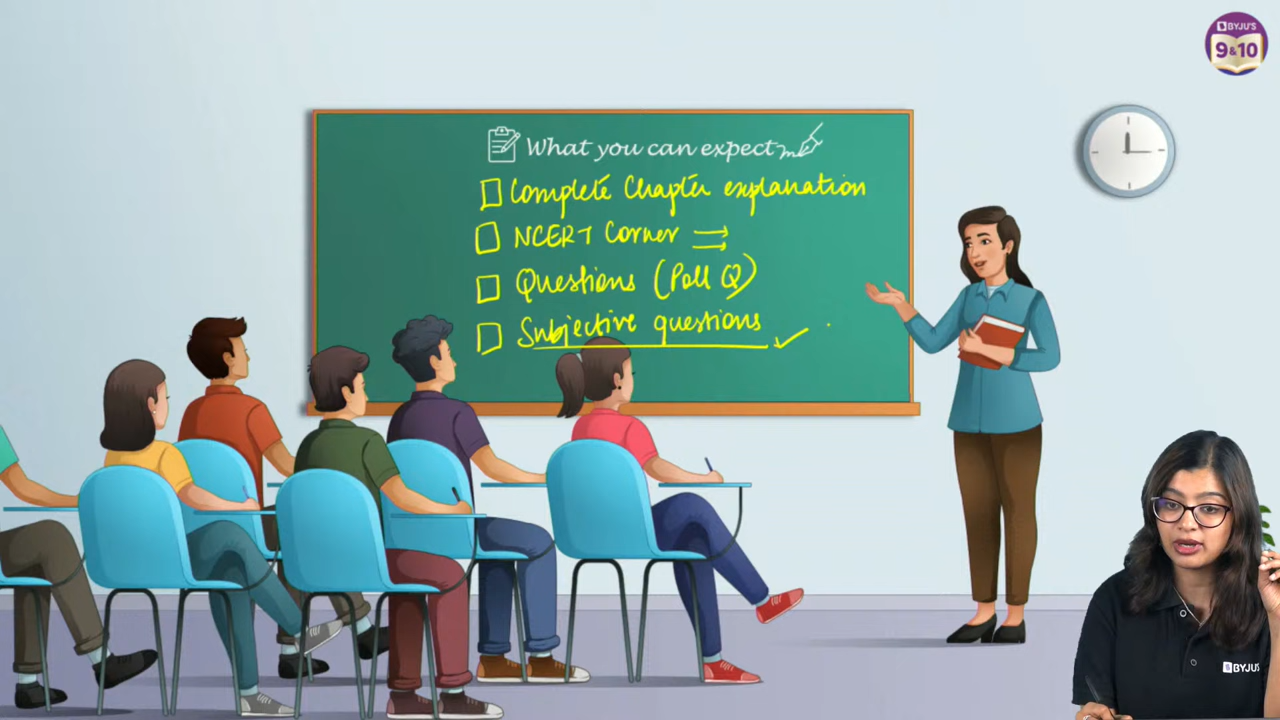 BYJU'S
9&10
What you can expect
Complete Chapter explanation
NCERT Corner
Questions (Poll Q)
Subjective questions
BYJU'S